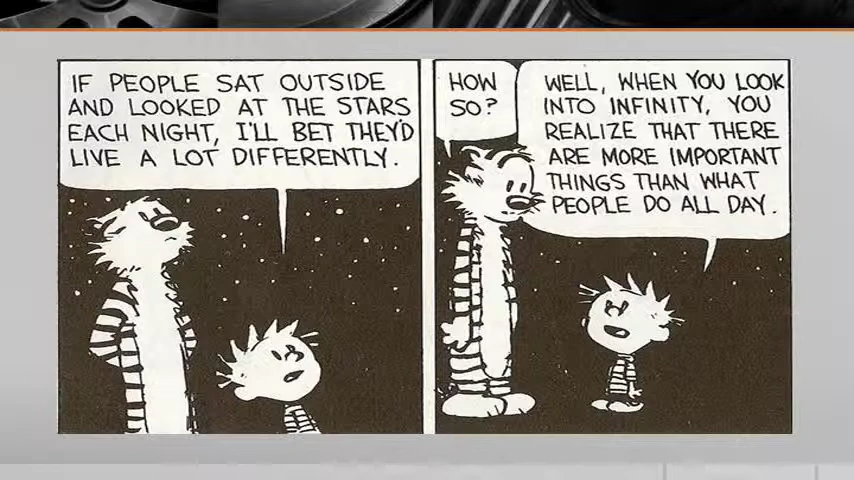 IF PEOPLE SAT OUTSIDE
AND LOOKED AT THE STARS
EACH NIGHT, I'LL BET THEY'D
LIVE A LOT DIFFERENTLY.
HOW
SO?
WELL, WHEN YOU LOOK
INTO INFINITY, YOU
REALIZE THAT THERE
ARE MORE IMPORTANT
THINGS THAN WHAT
PEOPLE DO ALL DAY.